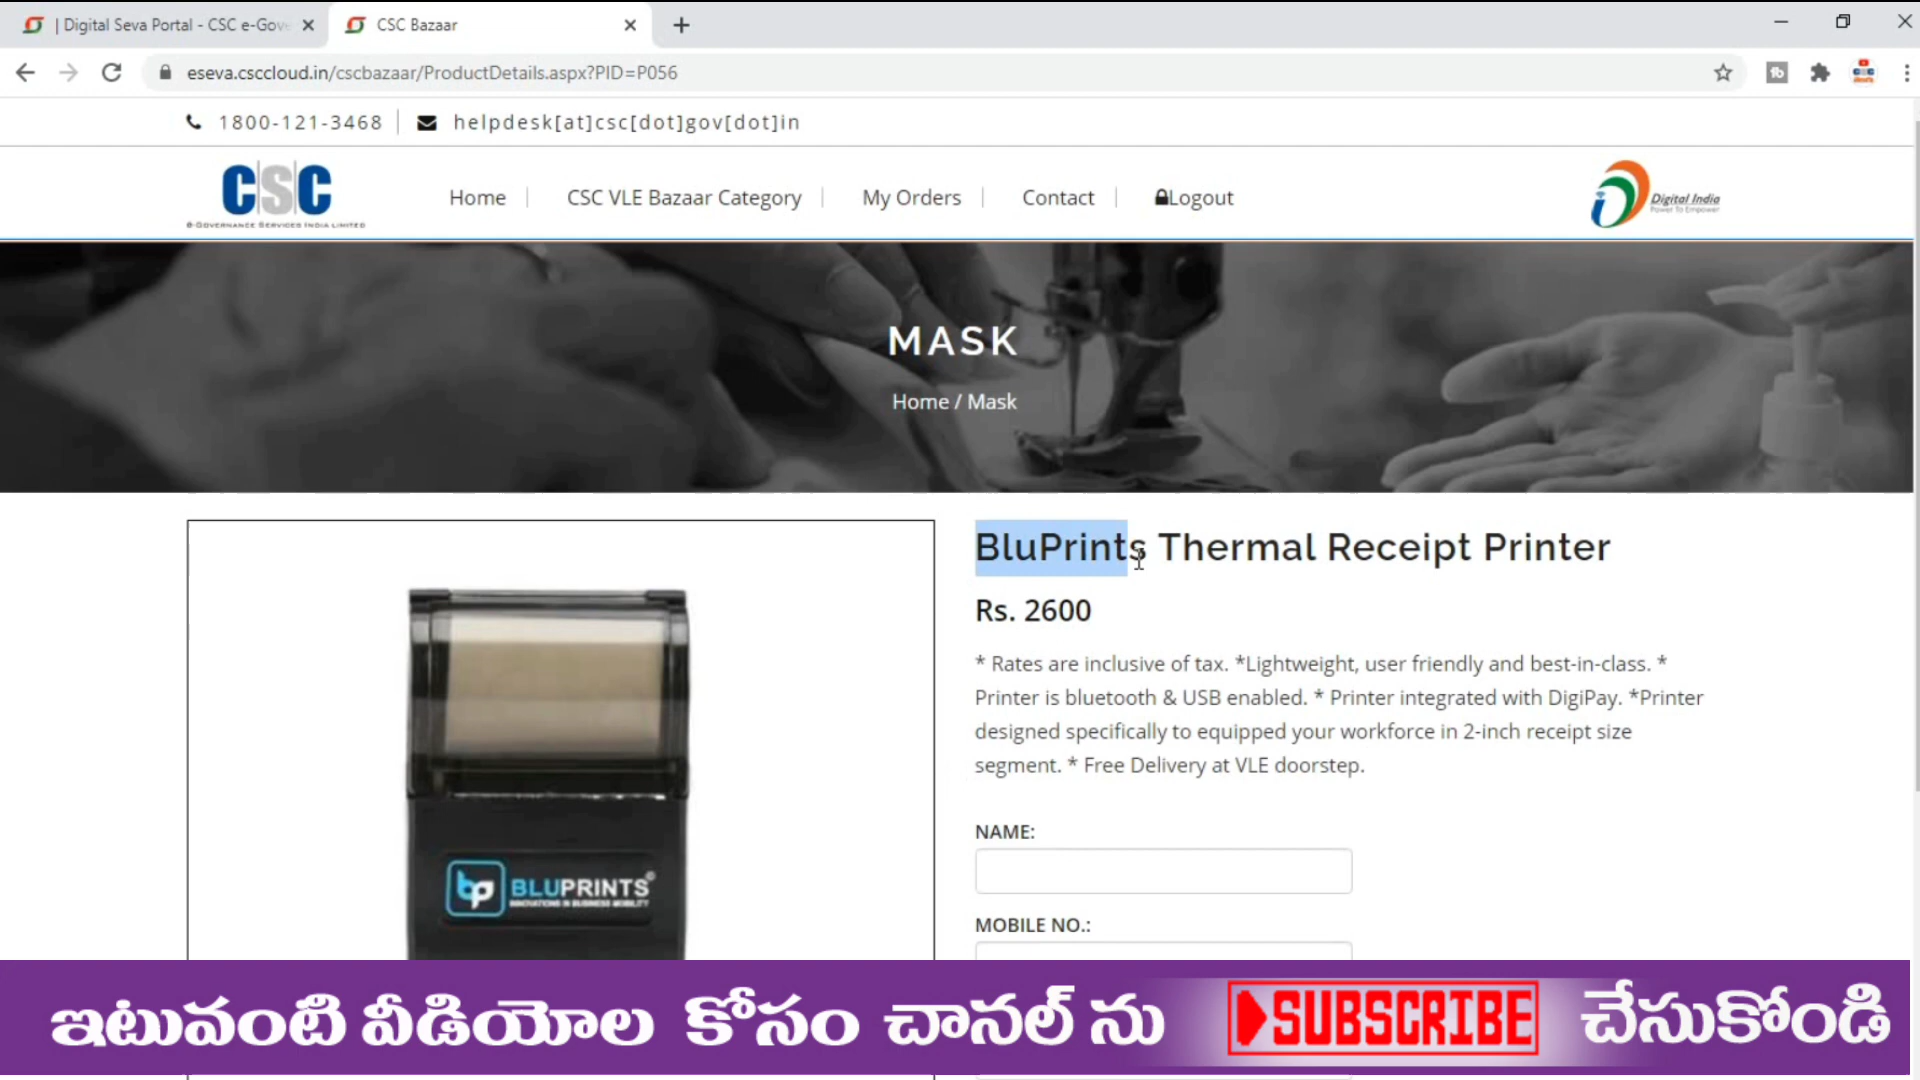 | Digital Seva Portal - CSC e-Gove
CSC Bazaar
eseva.csccloud.in/cscbazaar/ProductDetails.aspx?PID=P056
1800-121-3468
helpdesk[at]csc[dot]gov[dot]in
CSC
e-Governance Services India Limited
Home
CSC VLE Bazaar Category
My Orders
Contact
Logout
Digital India
Power To Empower
MASK
Home / Mask
BluPrints Thermal Receipt Printer
Rs. 2600
* Rates are inclusive of tax. *Lightweight, user friendly and best-in-class. *
Printer is bluetooth & USB enabled. * Printer integrated with DigiPay. *Printer
designed specifically to equipped your workforce in 2-inch receipt size
segment. * Free Delivery at VLE doorstep.
NAME:
MOBILE NO.:
bp BLUPRINTS®
INNOVATIONS IN BUSINESS MOBILITY
ఇటువంటి వీడియోల కోసం చానల్ ను SUBSCRIBE చేసుకోండి